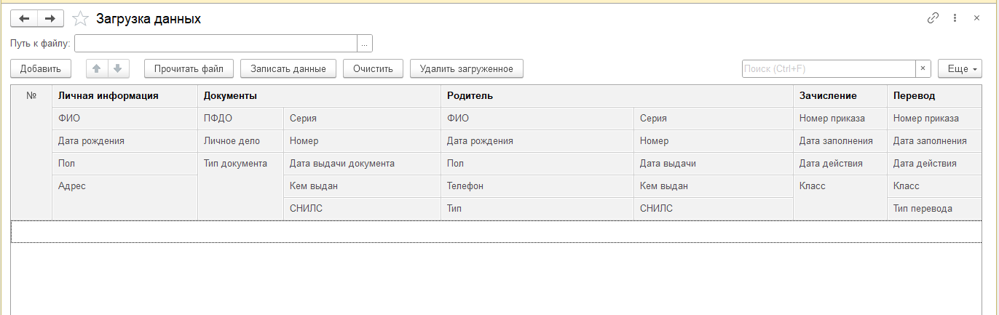 Загрузка данных
Путь к файлу: ...
Добавить Прочитать файл Записать данные Очистить Удалить загруженное Поиск (Ctrl+F) × Еще
№ Личная информация Документы Родитель Зачисление Перевод
ФИО ПФДО Серия ФИО Серия Номер приказа Номер приказа
Дата рождения Личное дело Номер Дата рождения Номер Дата заполнения Дата заполнения
Пол Тип документа Дата выдачи документа Пол Дата выдачи Дата действия Дата действия
Адрес Кем выдан Телефон Кем выдан Класс Класс
СНИЛС Тип СНИЛС Тип перевода